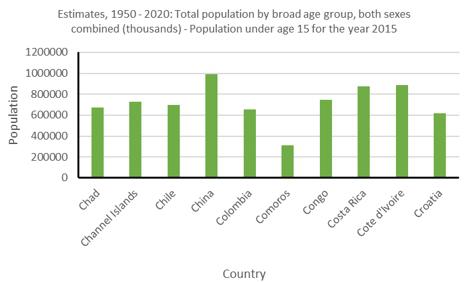 Estimates, 1950 - 2020: Total population by broad age group, both sexes
combined (thousands) - Population under age 15 for the year 2015
1200000
1000000
800000
600000
400000
200000
0
Population
Chad
Channel Islands
Chile
China
Colombia
Comoros
Congo
Costa Rica
Cote d'Ivoire
Croatia
Country